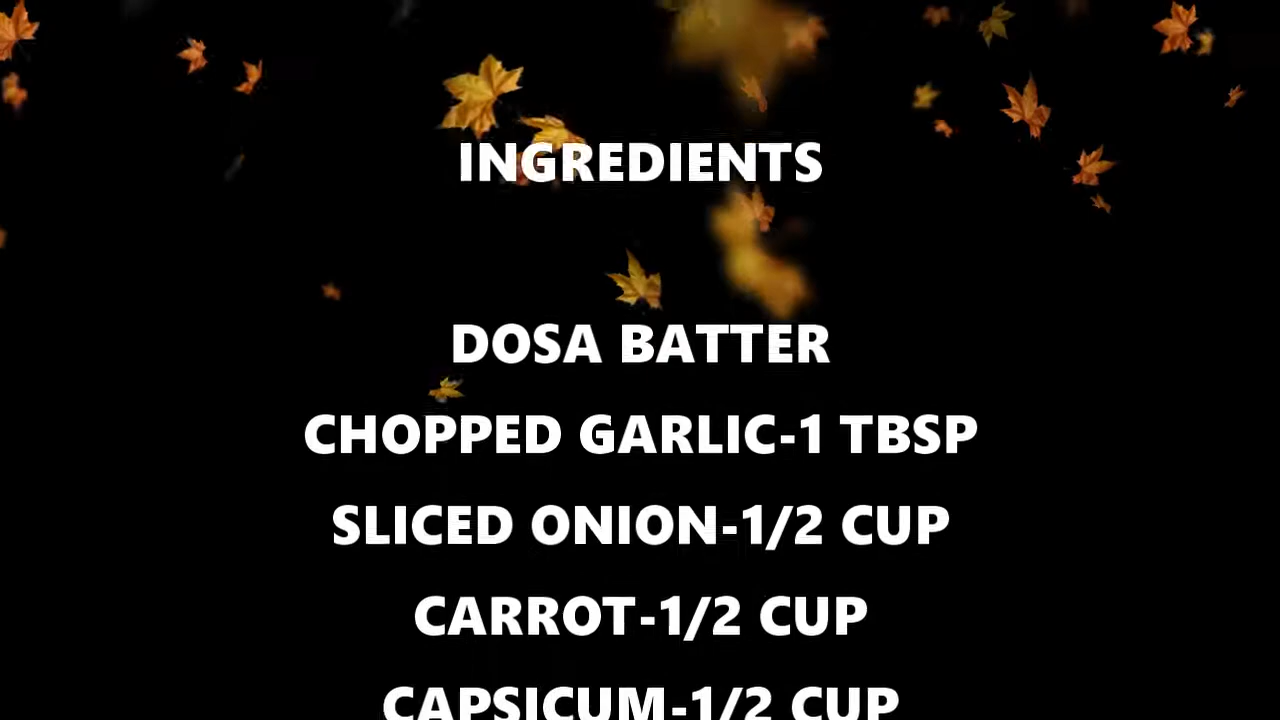 INGREDIENTS
DOSA BATTER
CHOPPED GARLIC-1 TBSP
SLICED ONION-1/2 CUP
CARROT-1/2 CUP
CAPSICUM-1/2 CUP